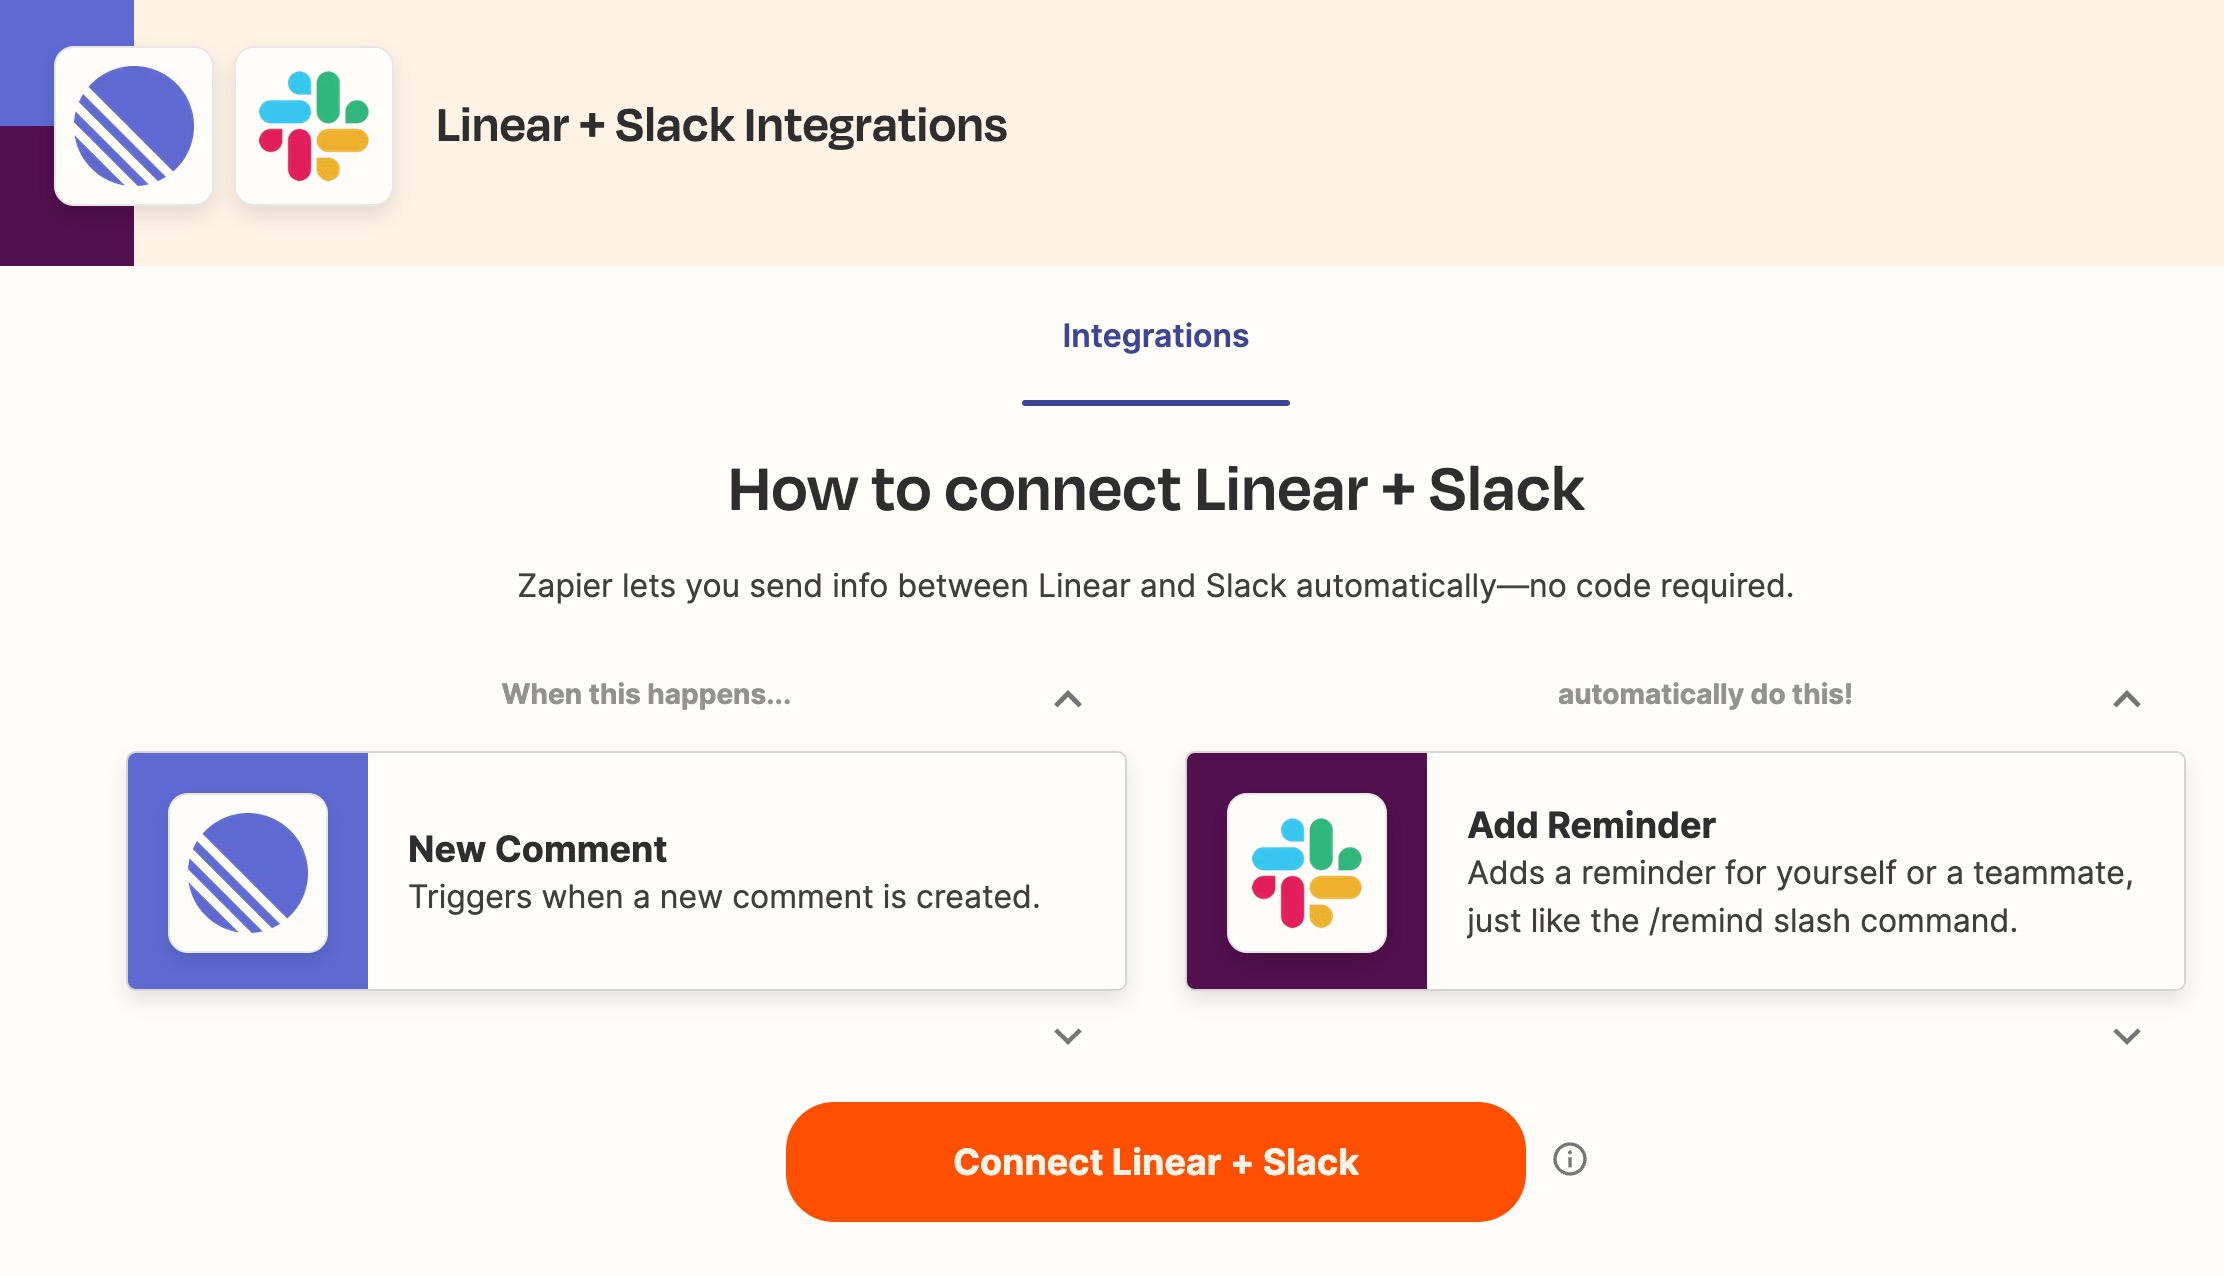 Linear + Slack Integrations
Integrations
How to connect Linear + Slack
Zapier lets you send info between Linear and Slack automatically—no code required.
When this happens...
New Comment
Triggers when a new comment is created.
automatically do this!
Add Reminder
Adds a reminder for yourself or a teammate,
just like the /remind slash command.
Connect Linear + Slack